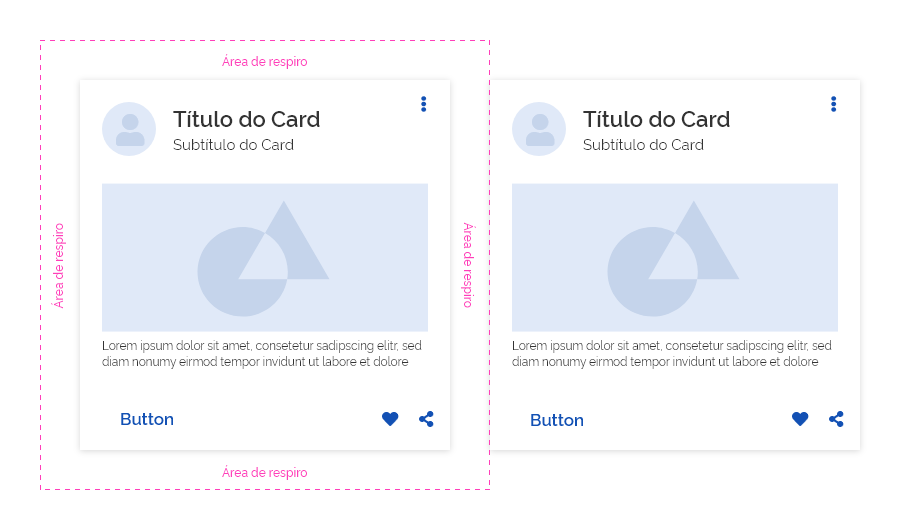 Área de respiro
Título do Card
Subtítulo do Card
Área de respiro
Área de respiro
Lorem ipsum dolor sit amet, consetetur sadipscing elitr, sed
diam nonumy eirmod tempor invidunt ut labore et dolore
Button
Área de respiro
Título do Card
Subtítulo do Card
Lorem ipsum dolor sit amet, consetetur sadipscing elitr, sed
diam nonumy eirmod tempor invidunt ut labore et dolore
Button